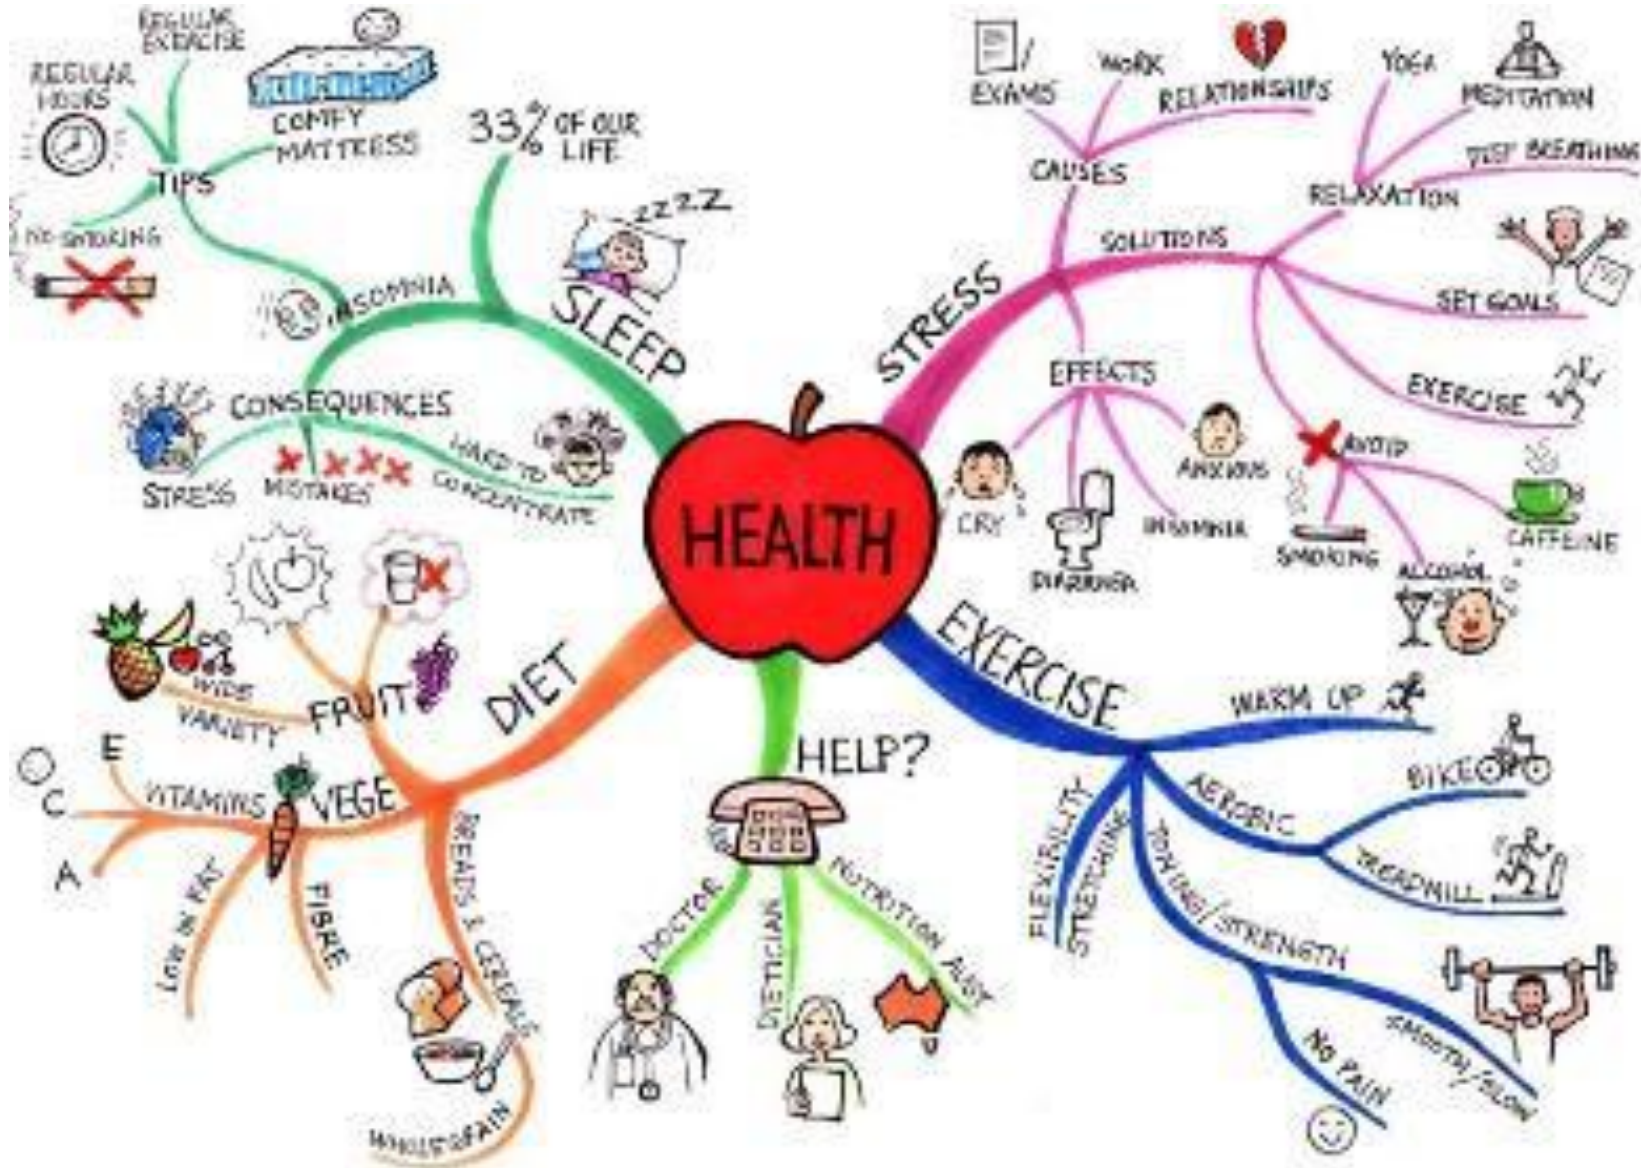 REGULAR
EXERCISE
REGULAR
HOURS
COMFY
MATTRESS
TIPS
NO SMOKING
33% OF OUR
LIFE
ZZZZ
SLEEP
INSOMNIA
CONSEQUENCES
STRESS
MISTAKES
HARD TO
CONCENTRATE
EXAMS
WORK
RELATIONSHIPS
CAUSES
YOGA
MEDITATION
DEEP BREATHING
RELAXATION
SOLUTIONS
STRESS
SET GOALS
EXERCISE
EFFECTS
CRY
DIARRHEA
INSOMNIA
ANXIOUS
AVOID
SMOKING
ALCOHOL
CAFFEINE
HEALTH
DIET
FRUIT
WIDE
VARIETY
VEGE
VITAMINS
E
C
A
LOW IN FAT
FIBRE
BREADS & CEREALS
WHOLEGRAIN
HELP?
DOCTOR
DIETICIAN
NUTRITION AUST
EXERCISE
WARM UP
AEROBIC
BIKE
TREADMILL
FLEXIBILITY
STRETCHING
TONING/STRENGTH
SMOOTH/SLOW
NO PAIN